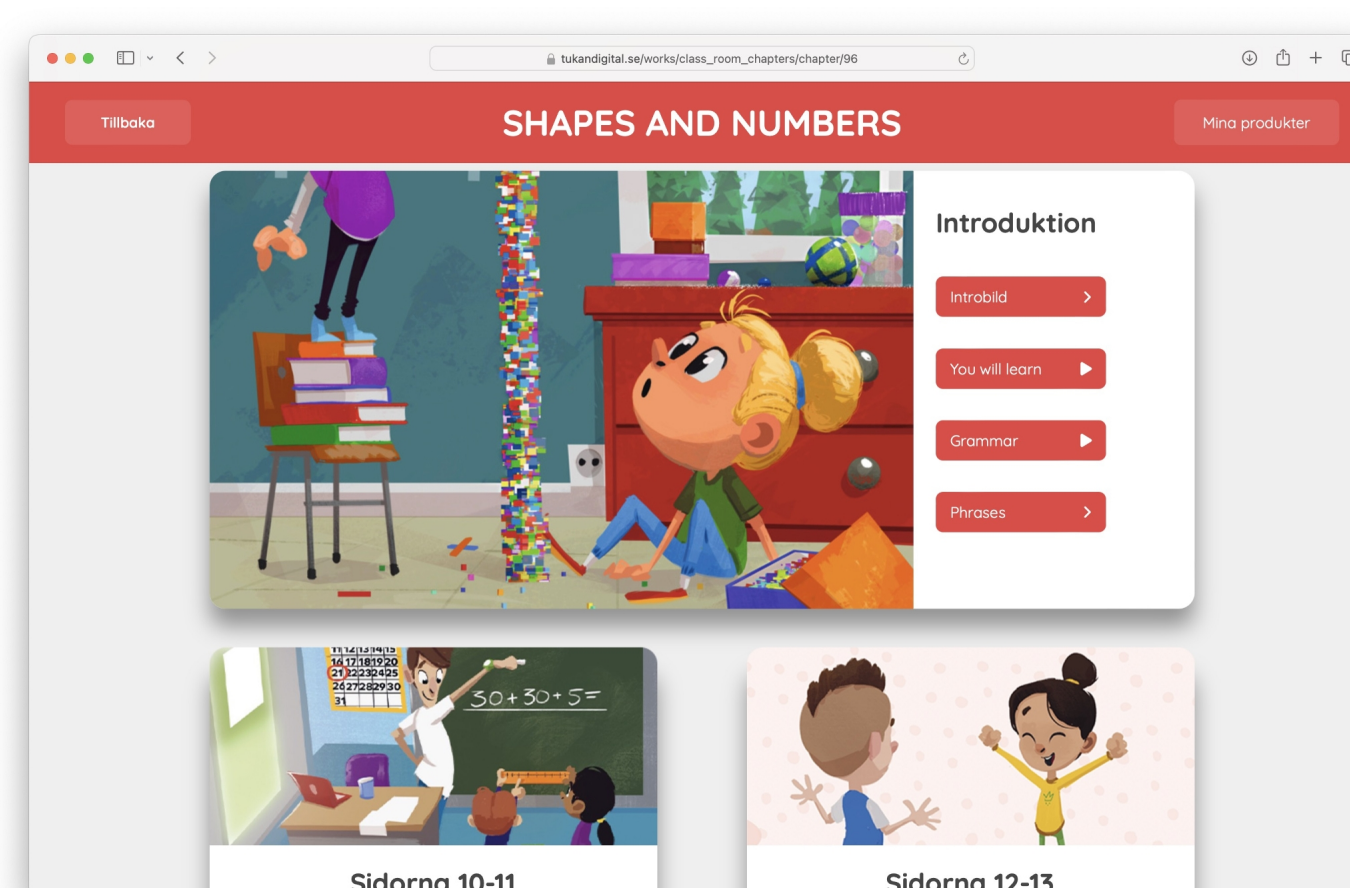 tukandigital.se/works/class_room_chapters/chapter/96
Tillbaka
SHAPES AND NUMBERS
Mina produkter
Introduktion
Introbild
You will learn
Grammar
Phrases
11 12 13 14 15
16 17 18 19 20
21 22 23 24 25
26 27 28 29 30
31
30+30+5=
Sidorna 10-11
Sidorna 12-13